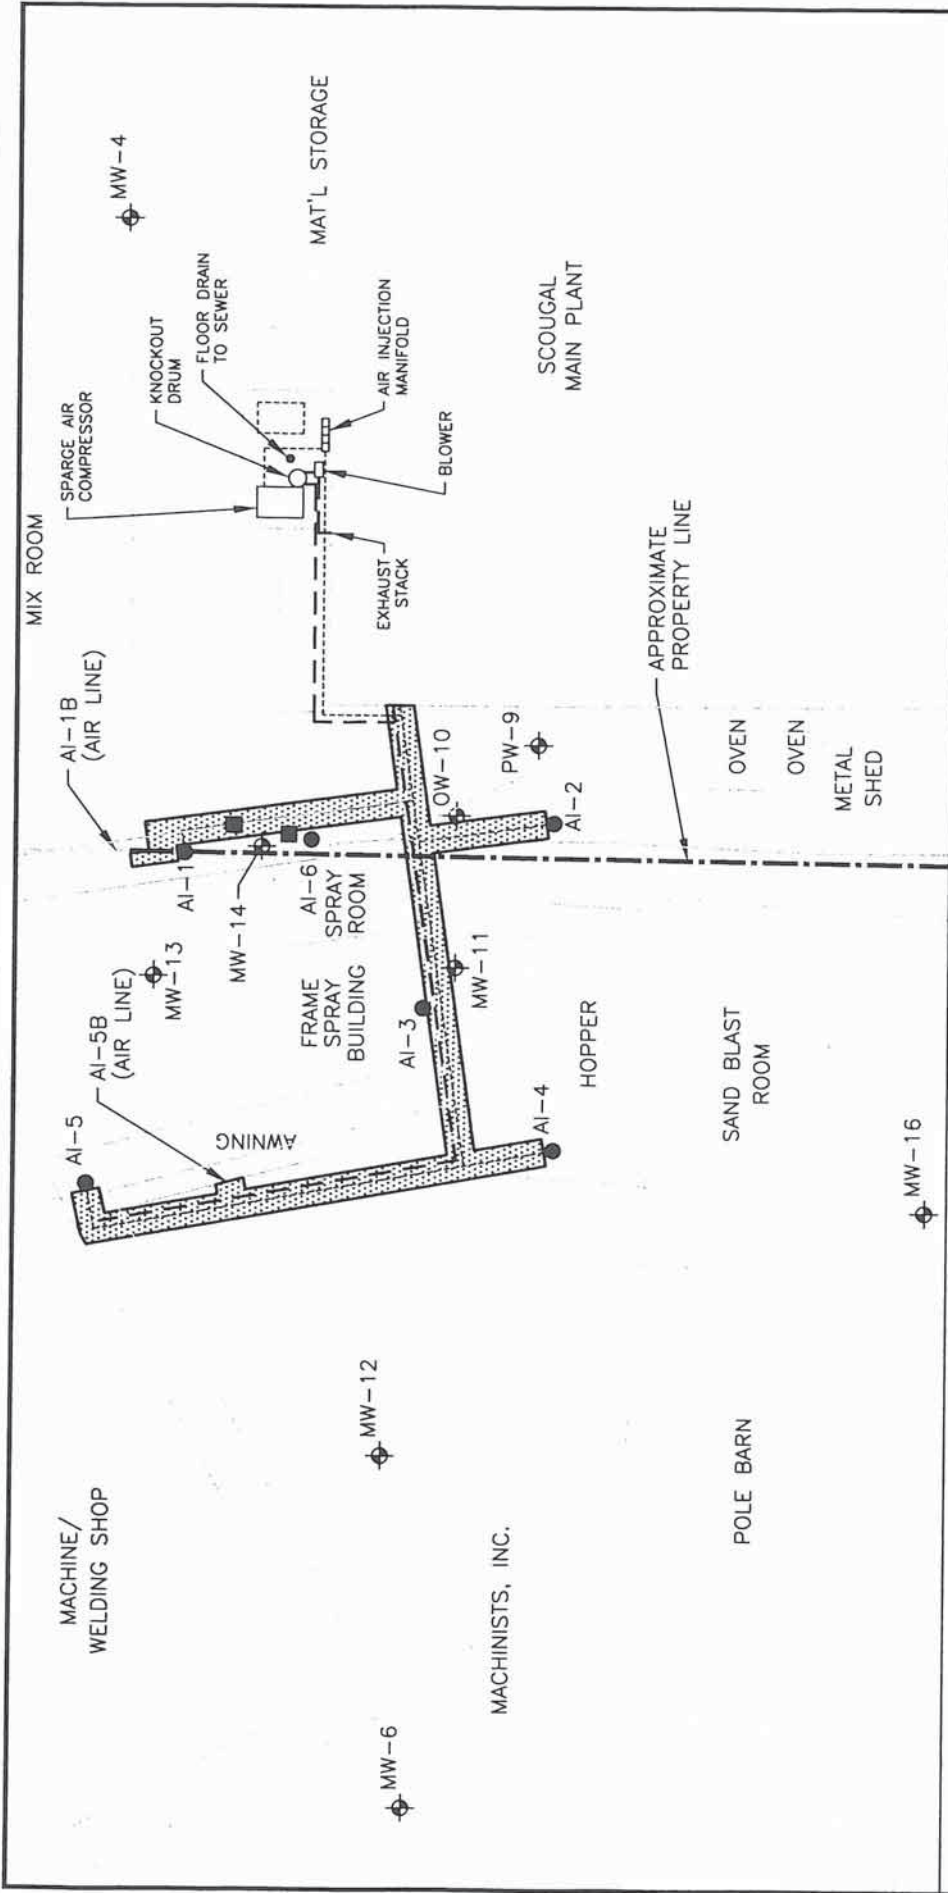 MACHINE/
WELDING SHOP
MW-6
MW-12
MACHINISTS, INC.
POLE BARN
MW-16
AI-5
AI-5B
(AIR LINE)
AWNING
MW-13
AI-1
MW-14
AI-6
SPRAY
ROOM
FRAME
SPRAY
BUILDING
AI-3
MW-11
AI-4
HOPPER
SAND BLAST
ROOM
AI-1B
(AIR LINE)
MIX ROOM
SPARGE AIR
COMPRESSOR
KNOCKOUT
DRUM
FLOOR DRAIN
TO SEWER
MW-4
MAT'L STORAGE
AIR INJECTION
MANIFOLD
BLOWER
EXHAUST
STACK
OW-10
PW-9
AI-2
SCOUGAL
MAIN PLANT
APPROXIMATE
PROPERTY LINE
OVEN
OVEN
METAL
SHED